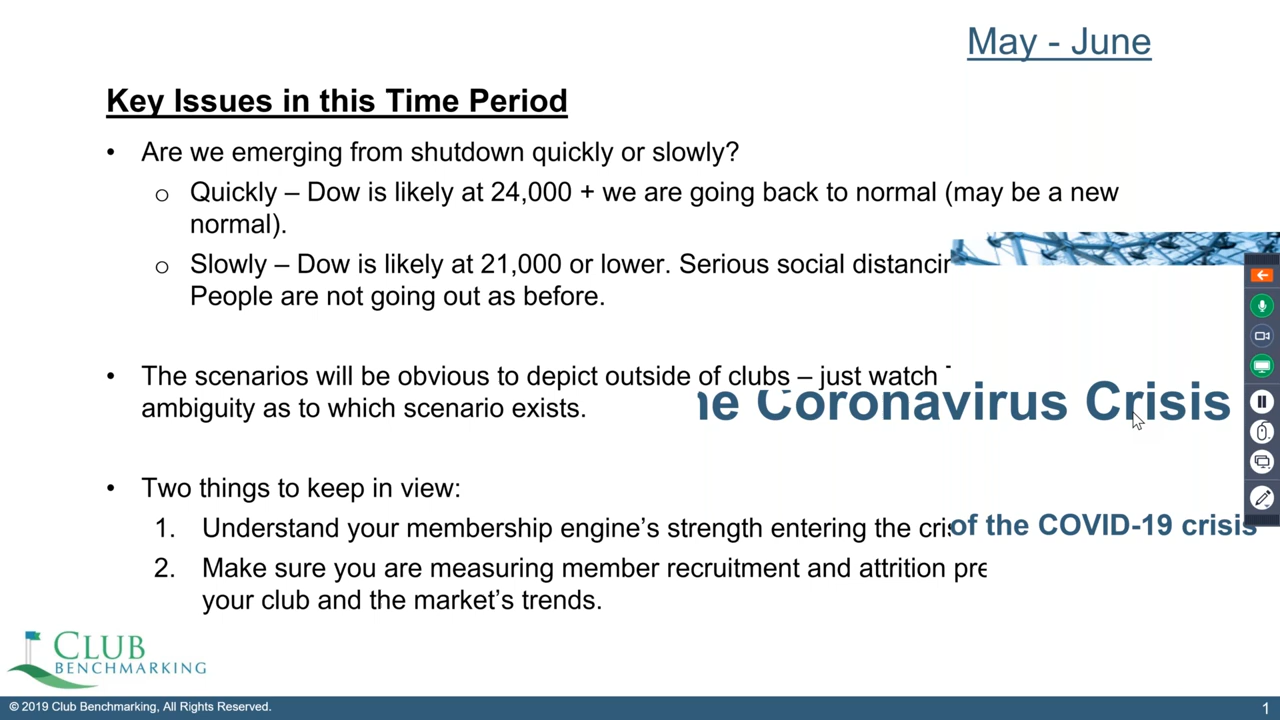 May - June
Key Issues in this Time Period
• Are we emerging from shutdown quickly or slowly?
o Quickly – Dow is likely at 24,000 + we are going back to normal (may be a new
normal).
o Slowly – Dow is likely at 21,000 or lower. Serious social
People are not going out as before.
• The scenarios will be obvious to depict outside of clubs – just watch
ambiguity as to which scenario exists.
Coronavirus Crisis
• Two things to keep in view:
1. Understand your membership engine's strength entering the
of the COVID-19 crisis
2. Make sure you are measuring member recruitment and attrition
your club and the market's trends.
CLUB
BENCHMARKING
© 2019 Club Benchmarking, All Rights Reserved.
1